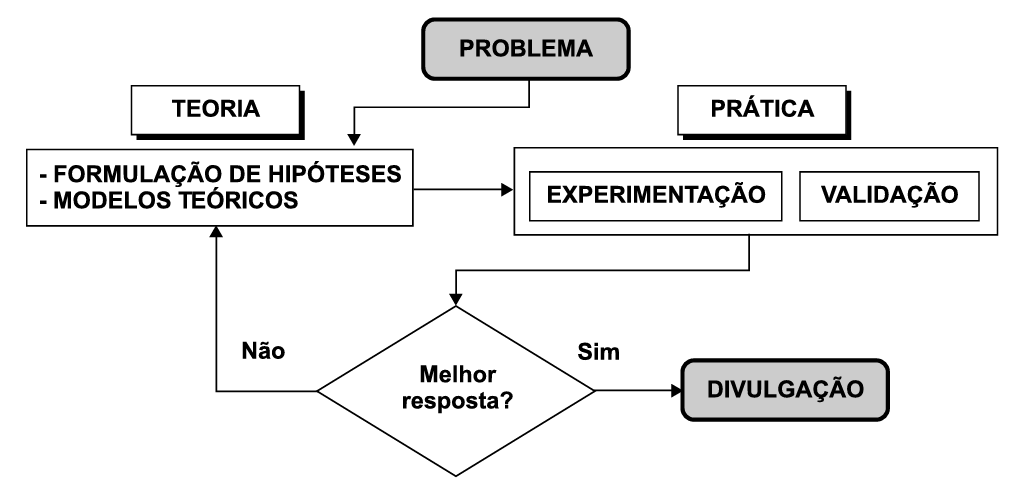 PROBLEMA
TEORIA
PRÁTICA
- FORMULAÇÃO DE HIPÓTESES
- MODELOS TEÓRICOS
EXPERIMENTAÇÃO
VALIDAÇÃO
Não
Sim
Melhor
resposta?
DIVULGAÇÃO